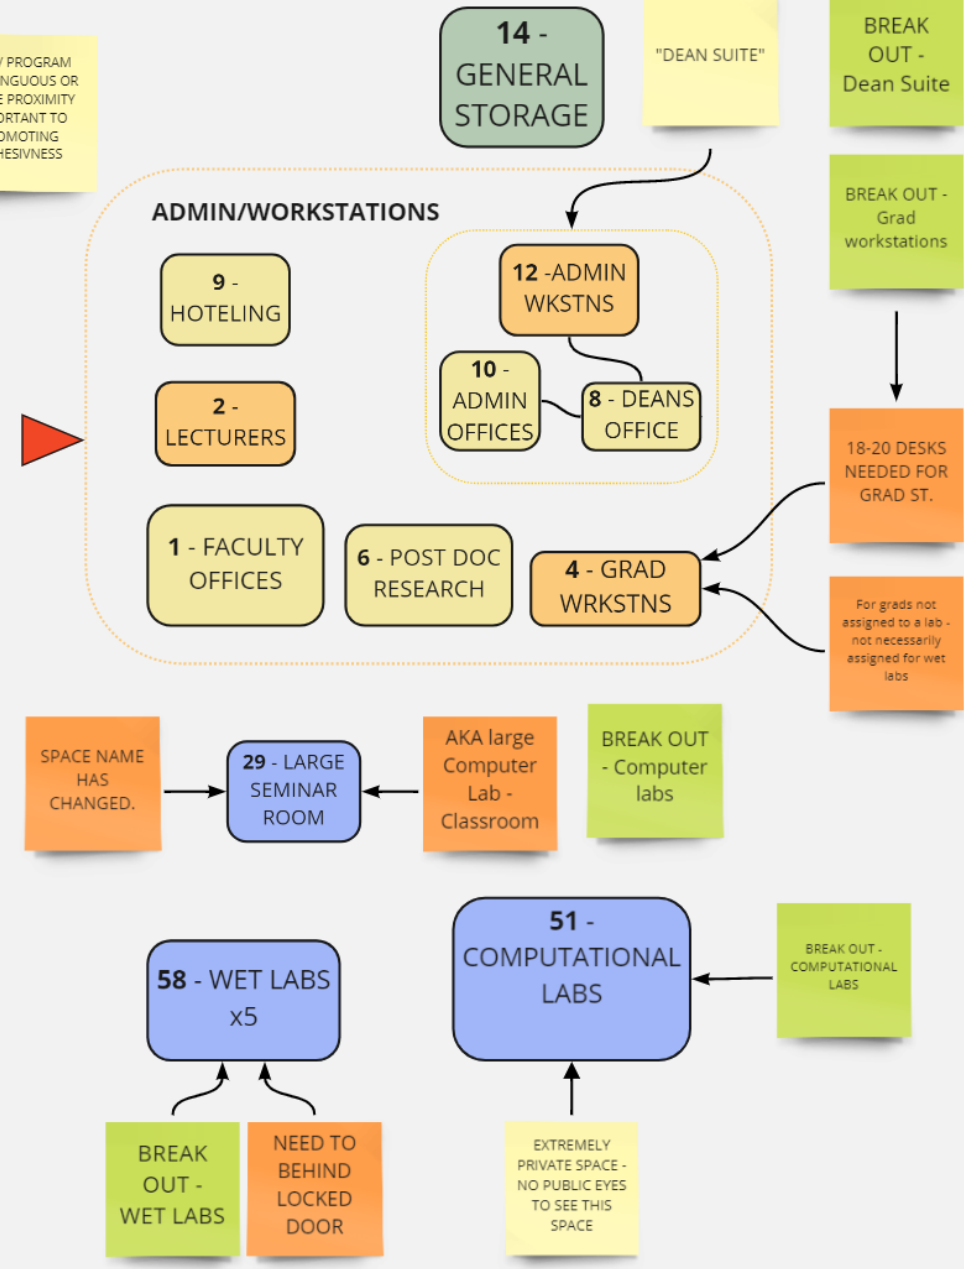 14 -
GENERAL
STORAGE
"DEAN SUITE"
BREAK
OUT -
Dean Suite
PROGRAM
OR
PROXIMITY
TO
BREAK OUT -
Grad
workstations
ADMIN/WORKSTATIONS
9 -
HOTELING
12 -ADMIN
WKSTNS
2 -
LECTURERS
10 -
ADMIN
OFFICES
8 - DEANS
OFFICE
18-20 DESKS
NEEDED FOR
GRAD ST.
1 - FACULTY
OFFICES
6 - POST DOC
RESEARCH
4 - GRAD
WRKSTNS
For grads not
assigned to a lab -
not necessarily
assigned for wet
labs
SPACE NAME
HAS
CHANGED.
29 - LARGE
SEMINAR
ROOM
AKA large
Computer
Lab -
Classroom
BREAK OUT
- Computer
labs
58 - WET LABS
x5
51 -
COMPUTATIONAL
LABS
BREAK OUT -
COMPUTATIONAL
LABS
BREAK
OUT -
WET LABS
NEED TO
BEHIND
LOCKED
DOOR
EXTREMELY
PRIVATE SPACE -
NO PUBLIC EYES
TO SEE THIS
SPACE